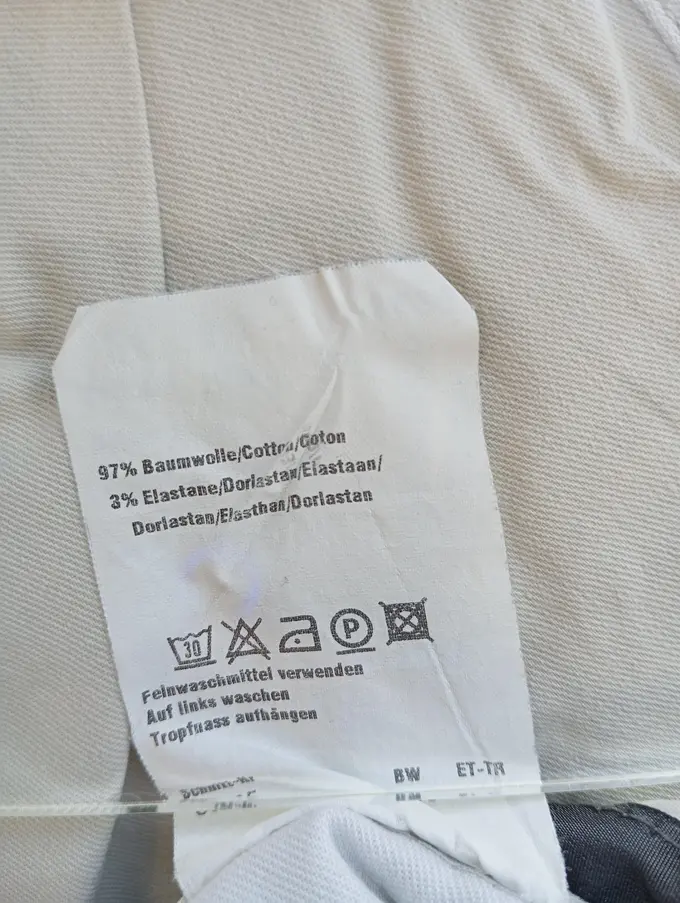 97% Baumwolle/Cotton/Coton
3% Elastane/Dorlastan/Elastaan/
Dorlastan/Elasthan/Dorlastan
30 P
Feinwaschmittel verwenden
Auf links waschen
Tropfnass aufhängen
BW ET-TR